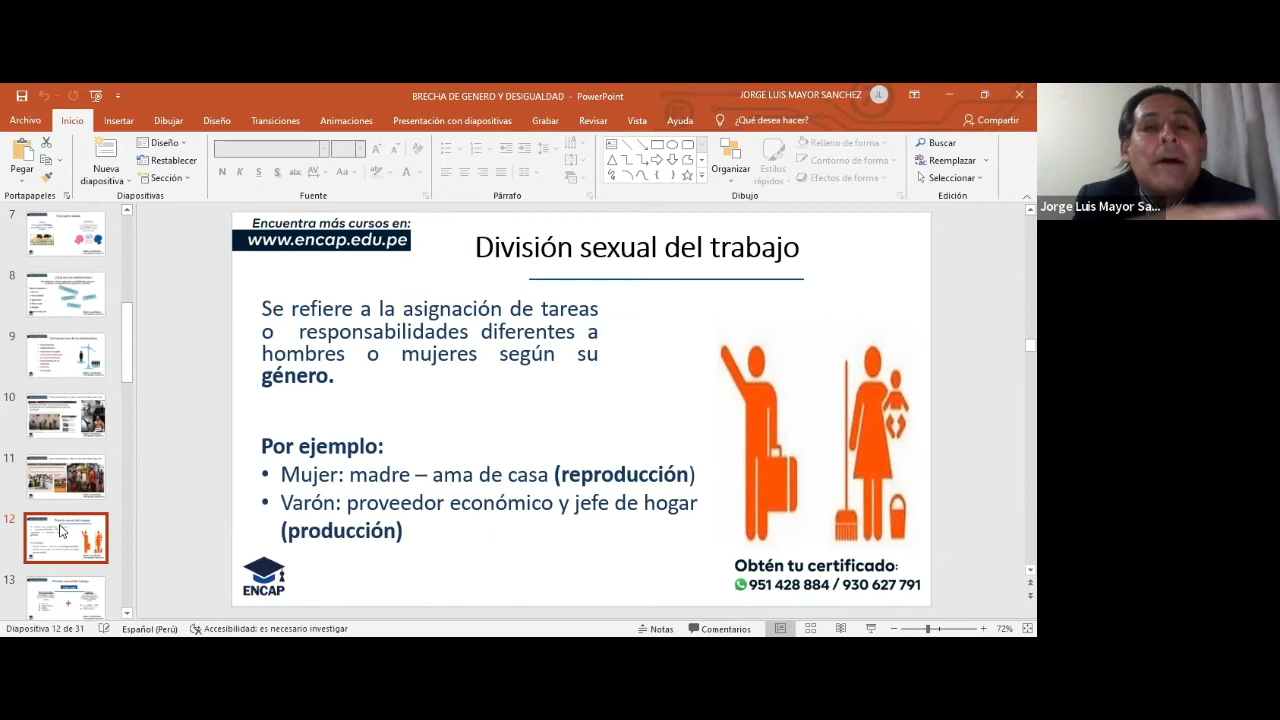 BRECHA DE GENERO Y DESIGUALDAD - PowerPoint
JORGE LUIS MAYOR SANCHEZ
JL
Archivo
Inicio
Insertar
Dibujar
Diseño
Transiciones
Animaciones
Presentación con diapositivas
Grabar
Revisar
Vista
Ayuda
¿Qué desea hacer?
Compartir
Pegar
Nueva
diapositiva
Diseño
Restablecer
Sección
Organizar
Estilos
rápidos
Relleno de forma
Contorno de forma
Efectos de forma
Buscar
Reemplazar
Seleccionar
Portapapeles
Diapositivas
Fuente
Párrafo
Dibujo
Edición
Jorge Luis Mayor Sa...
7
8
9
10
11
12
13
Encuentra más cursos en:
www.encap.edu.pe
División sexual del trabajo
Se refiere a la asignación de tareas
o responsabilidades diferentes a
hombres o mujeres según su
género.
Por ejemplo:
• Mujer: madre – ama de casa (reproducción)
• Varón: proveedor económico y jefe de hogar
(producción)
ENCAP
Obtén tu certificado:
951 428 884 / 930 627 791
Diapositiva 12 de 31
Español (Perú)
Accesibilidad: es necesario investigar
Notas
Comentarios
72%